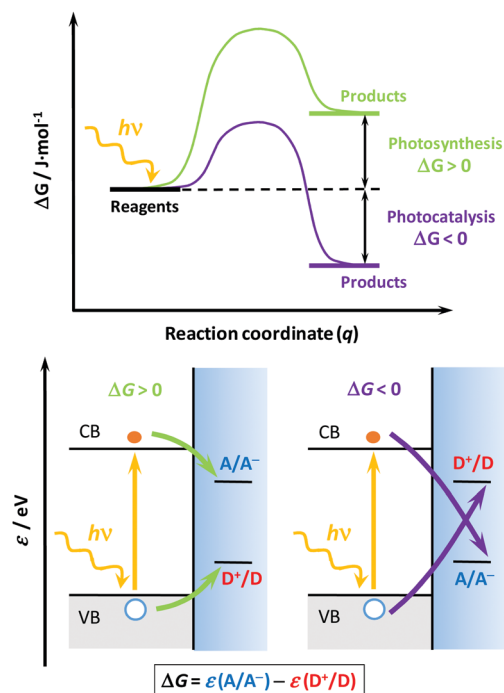 ΔG / J·mol⁻¹
hν
Reagents
Products
Photosynthesis
ΔG > 0
Photocatalysis
ΔG < 0
Products
Reaction coordinate (q)
ε / eV
ΔG > 0
CB
A/A⁻
hν
D⁺/D
VB
ΔG < 0
CB
D⁺/D
hν
A/A⁻
VB
ΔG = ε(A/A⁻) – ε(D⁺/D)